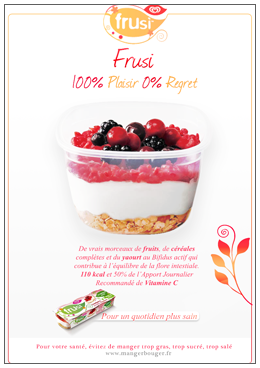 frusi
Frusi
100% Plaisir 0% Regret
De vrais morceaux de fruits, de céréales
complètes et du yaourt au Bifidus actif qui
contribue à l'équilibre de la flore intestinale.
110 kcal et 50% de l'Apport Journalier
Recommandé de Vitamine C
Pour un quotidien plus sain
Pour votre santé, évitez de manger trop gras, trop sucré, trop salé
www.mangerbouger.fr